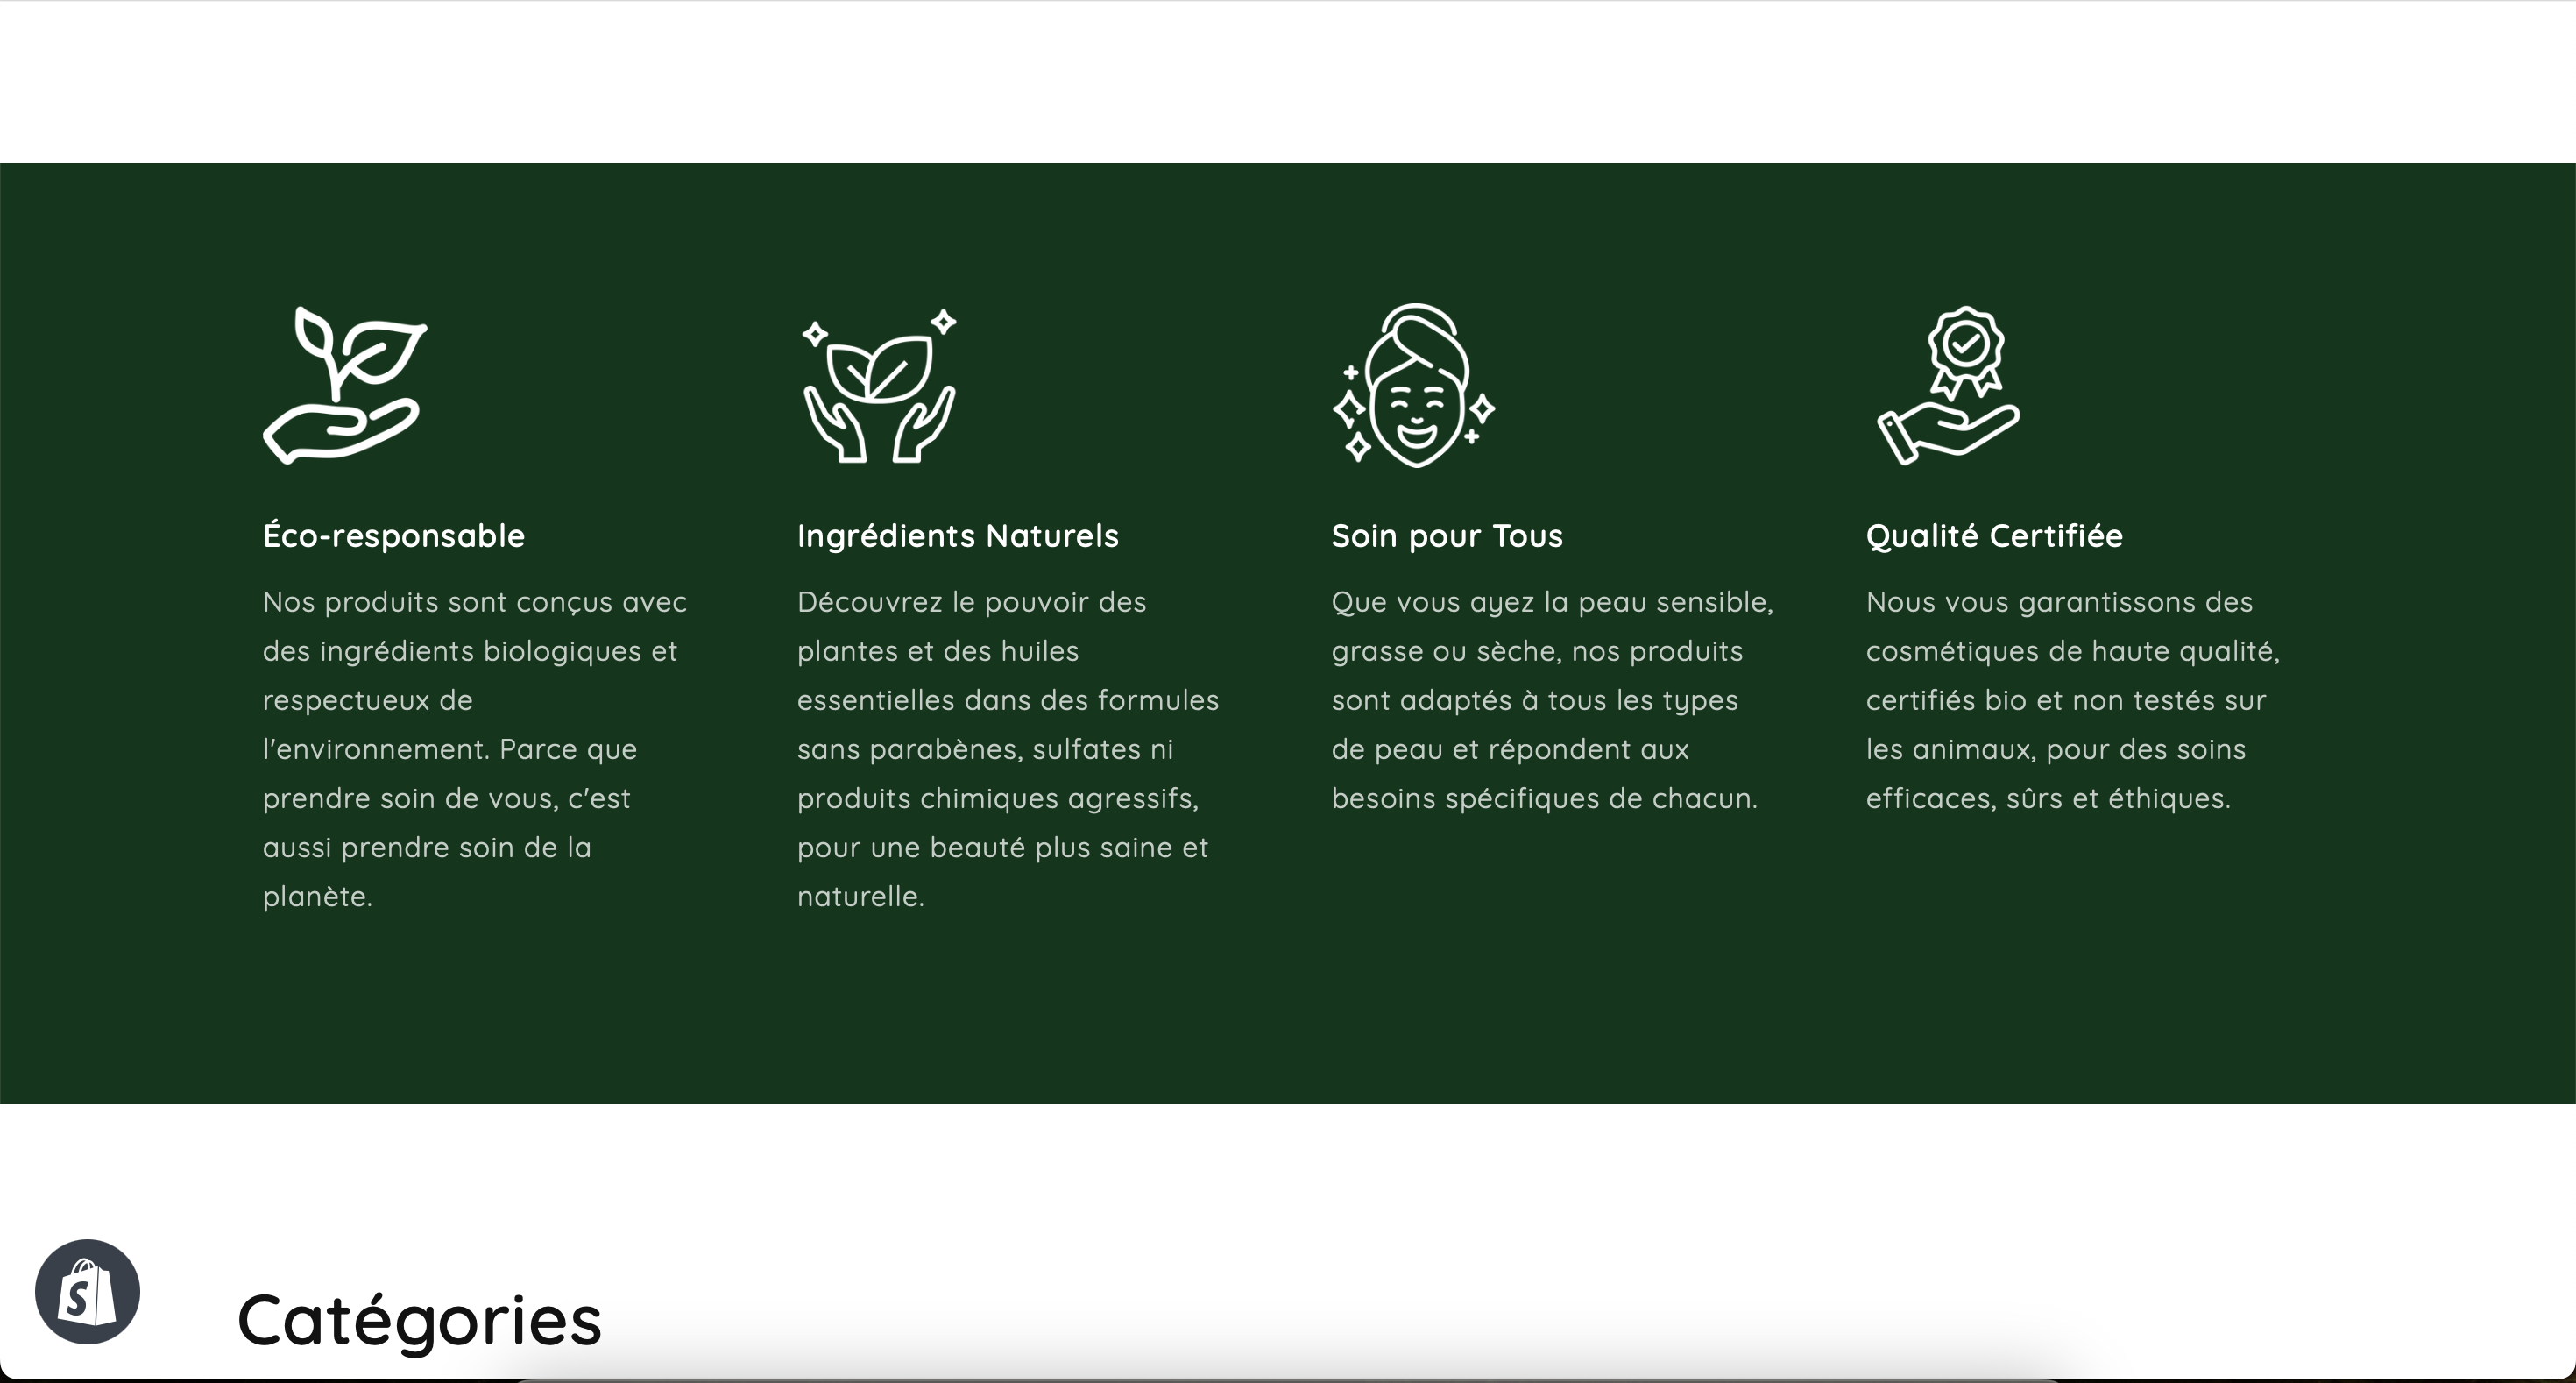 Éco-responsable
Nos produits sont conçus avec
des ingrédients biologiques et
respectueux de
l'environnement. Parce que
prendre soin de vous, c'est
aussi prendre soin de la
planète.
Ingrédients Naturels
Découvrez le pouvoir des
plantes et des huiles
essentielles dans des formules
sans parabènes, sulfates ni
produits chimiques agressifs,
pour une beauté plus saine et
naturelle.
Soin pour Tous
Que vous ayez la peau sensible,
grasse ou sèche, nos produits
sont adaptés à tous les types
de peau et répondent aux
besoins spécifiques de chacun.
Qualité Certifiée
Nous vous garantissons des
cosmétiques de haute qualité,
certifiés bio et non testés sur
les animaux, pour des soins
efficaces, sûrs et éthiques.
Catégories